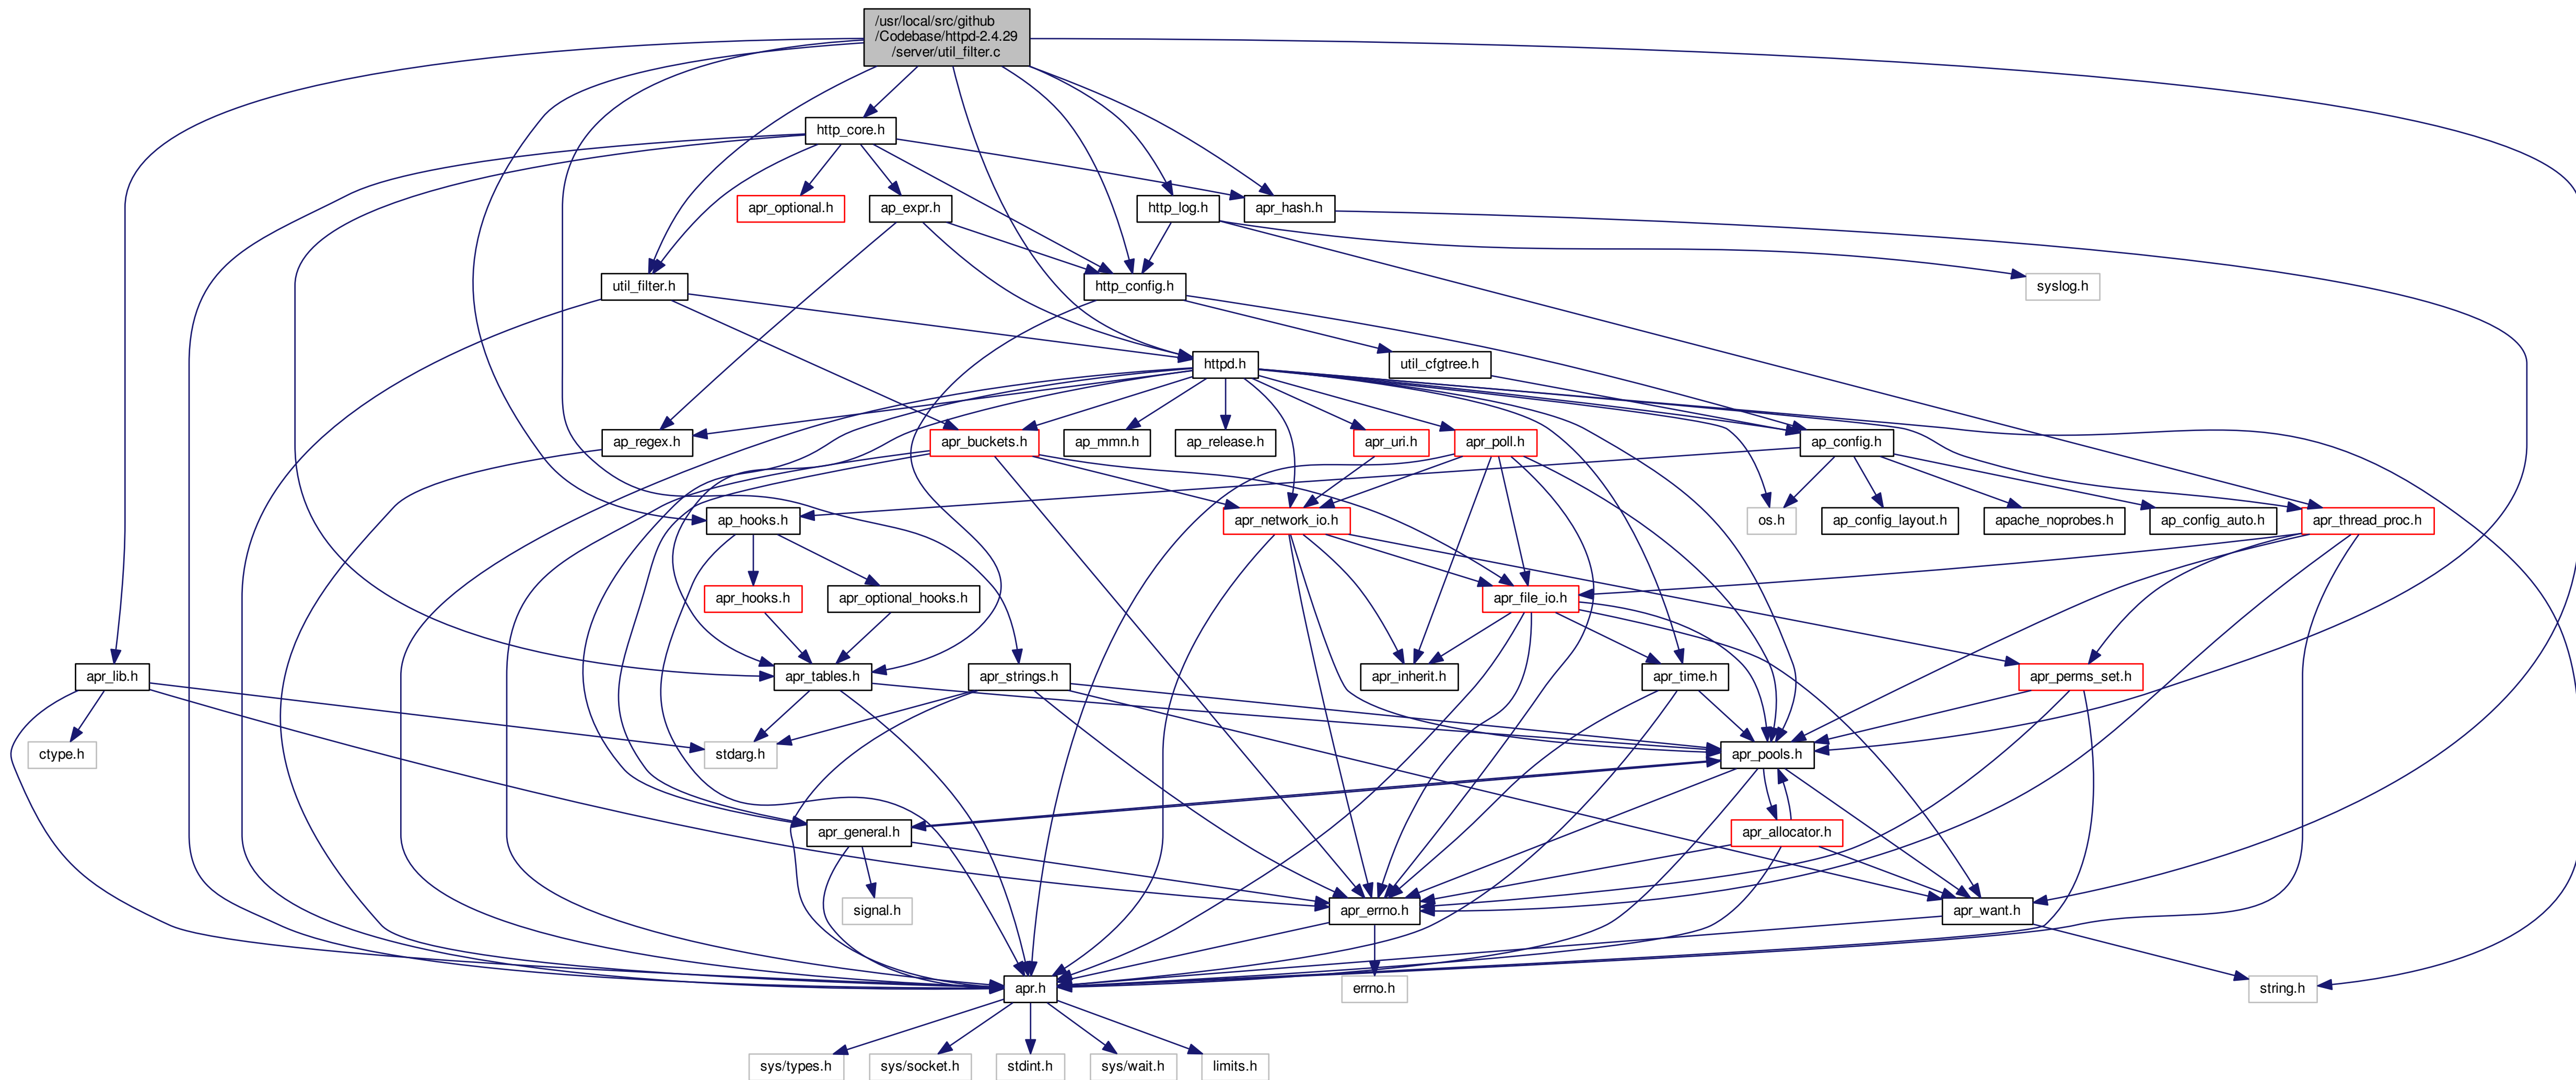 /usr/local/src/github
/Codebase/httpd-2.4.29
/server/util_filter.c
http_core.h
apr_optional.h
ap_expr.h
http_log.h
apr_hash.h
util_filter.h
http_config.h
syslog.h
httpd.h
util_cfgtree.h
ap_regex.h
apr_buckets.h
ap_mmn.h
ap_release.h
apr_uri.h
apr_poll.h
ap_config.h
ap_hooks.h
apr_network_io.h
os.h
ap_config_layout.h
apache_noprobes.h
ap_config_auto.h
apr_thread_proc.h
apr_hooks.h
apr_optional_hooks.h
apr_file_io.h
apr_lib.h
apr_tables.h
apr_strings.h
apr_inherit.h
apr_time.h
apr_perms_set.h
ctype.h
stdarg.h
apr_pools.h
apr_general.h
apr_allocator.h
signal.h
apr_errno.h
apr_want.h
apr.h
errno.h
string.h
sys/types.h
sys/socket.h
stdint.h
sys/wait.h
limits.h